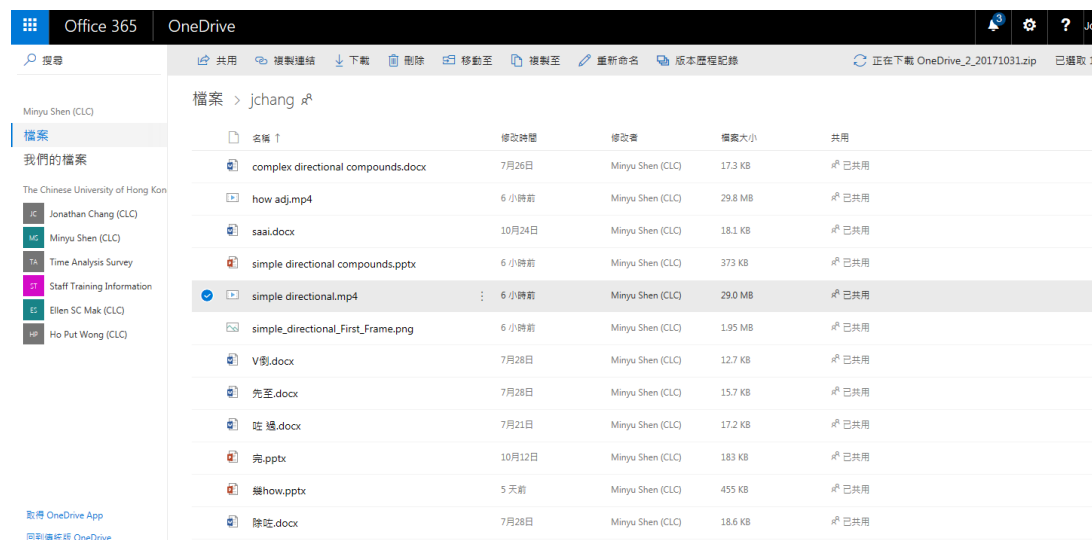 Office 365 OneDrive 3 ?
搜尋 共用 複製連結 下載 刪除 移動至 複製至 重新命名 版本歷程記錄 正在下載 OneDrive_2_20171031.zip 已選取
檔案 > jchang
Minyu Shen (CLC)
檔案
我們的檔案
The Chinese University of Hong Kon
JC Jonathan Chang (CLC)
MS Minyu Shen (CLC)
TA Time Analysis Survey
ST Staff Training Information
ES Ellen SC Mak (CLC)
HP Ho Put Wong (CLC)
取得 OneDrive App
回到傳統版 OneDrive
名稱 ↑ 修改時間 修改者 檔案大小 共用
complex directional compounds.docx 7月26日 Minyu Shen (CLC) 17.3 KB 已共用
how adj.mp4 6 小時前 Minyu Shen (CLC) 29.8 MB 已共用
saai.docx 10月24日 Minyu Shen (CLC) 18.1 KB 已共用
simple directional compounds.pptx 6 小時前 Minyu Shen (CLC) 373 KB 已共用
simple directional.mp4 6 小時前 Minyu Shen (CLC) 29.0 MB 已共用
simple_directional_First_Frame.png 6 小時前 Minyu Shen (CLC) 1.95 MB 已共用
V倒.docx 7月28日 Minyu Shen (CLC) 12.7 KB 已共用
先至.docx 7月28日 Minyu Shen (CLC) 15.7 KB 已共用
咗 過.docx 7月21日 Minyu Shen (CLC) 17.2 KB 已共用
完.pptx 10月12日 Minyu Shen (CLC) 183 KB 已共用
幾how.pptx 5 天前 Minyu Shen (CLC) 455 KB 已共用
除咗.docx 7月28日 Minyu Shen (CLC) 18.6 KB 已共用